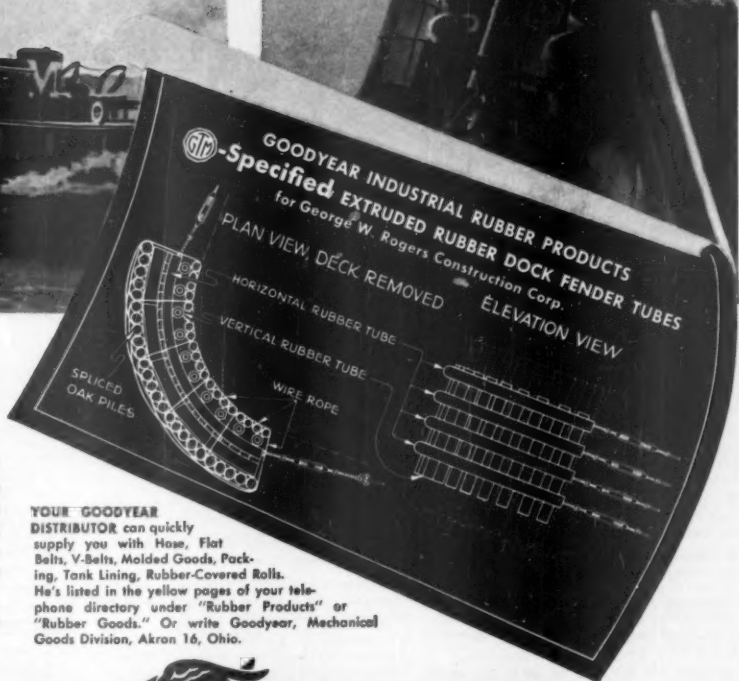 GOODYEAR INDUSTRIAL RUBBER PRODUCTS
GTM -Specified EXTRUDED RUBBER DOCK FENDER TUBES
for George W. Rogers Construction Corp.
PLAN VIEW, DECK REMOVED
ELEVATION VIEW
HORIZONTAL RUBBER TUBE
VERTICAL RUBBER TUBE
WIRE ROPE
SPLICED
OAK PILES
YOUR GOODYEAR
DISTRIBUTOR can quickly
supply you with Hose, Flat
Belts, V-Belts, Molded Goods, Pack-
ing, Tank Lining, Rubber-Covered Rolls.
He's listed in the yellow pages of your tele-
phone directory under "Rubber Products" or
"Rubber Goods." Or write Goodyear, Mechanical
Goods Division, Akron 16, Ohio.